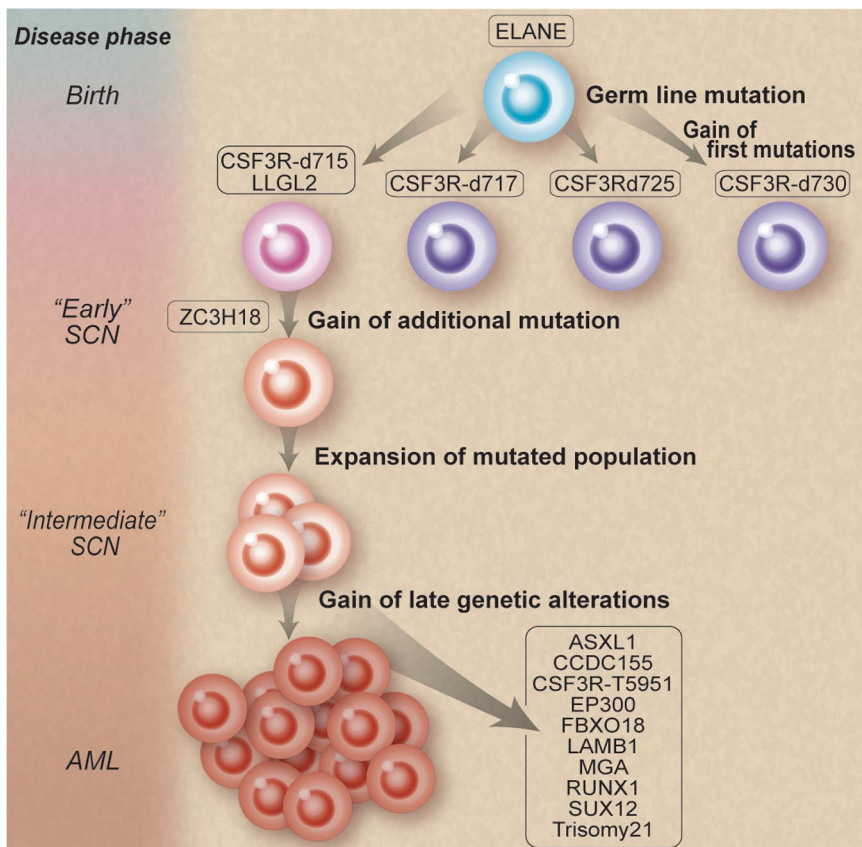 Disease phase
ELANE
Birth
Germ line mutation
Gain of
first mutations
CSF3R-d715
LLGL2
CSF3R-d717
CSF3Rd725
CSF3R-d730
"Early"
SCN
ZC3H18
Gain of additional mutation
Expansion of mutated population
"Intermediate"
SCN
Gain of late genetic alterations
AML
ASXL1
CCDC155
CSF3R-T5951
EP300
FBXO18
LAMB1
MGA
RUNX1
SUX12
Trisomy21